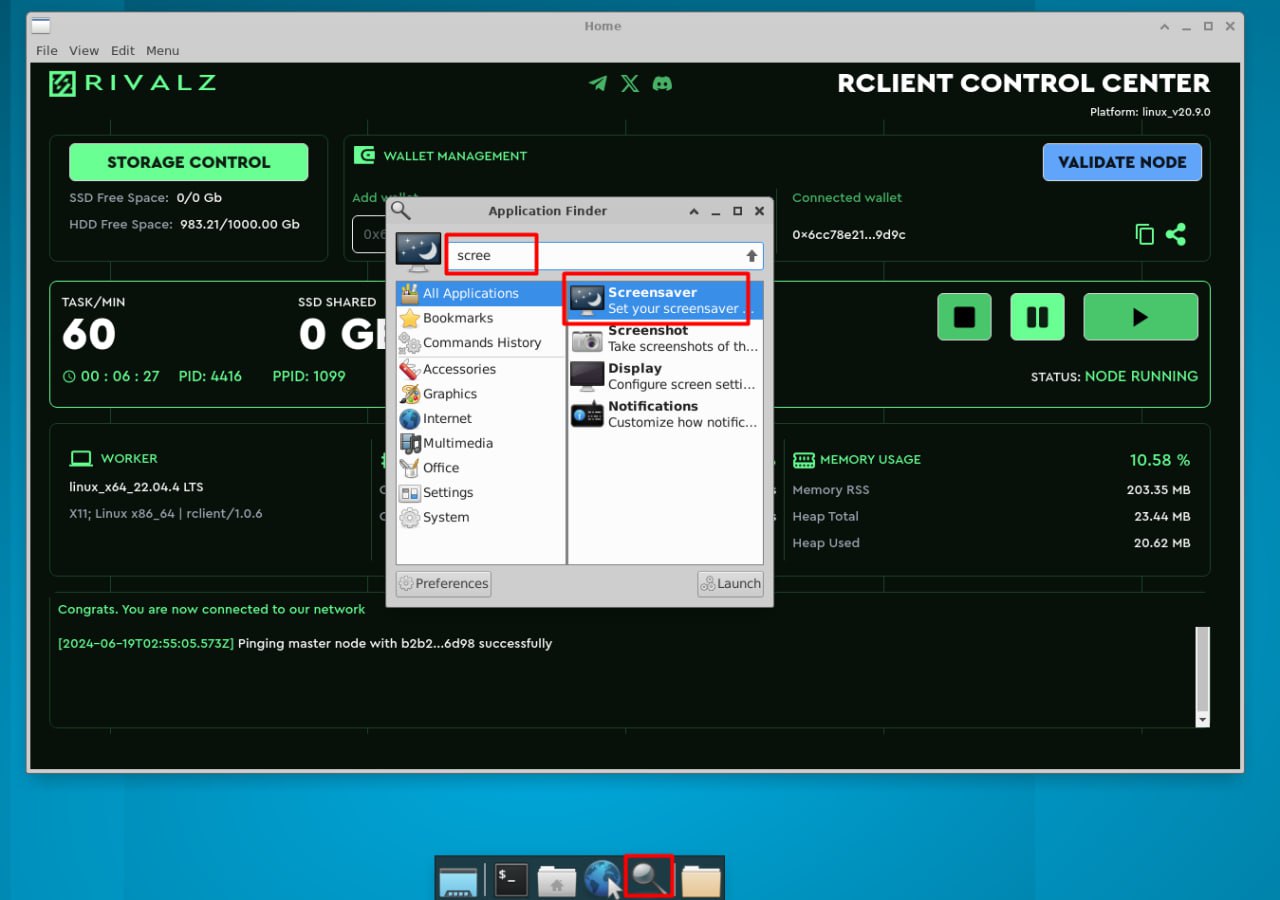 Home
File View Edit Menu
RIVALZ
RCLIENT CONTROL CENTER
Platform: linux_v20.9.0
STORAGE CONTROL
SSD Free Space: 0/0 Gb
HDD Free Space: 983.21/1000.00 Gb
WALLET MANAGEMENT
VALIDATE NODE
Add wallet
Connected wallet
0x6cc78e21...9d9c
Application Finder
scree
All Applications
Bookmarks
Commands History
Accessories
Graphics
Internet
Multimedia
Office
Settings
System
Screensaver
Set your screensaver ...
Screenshot
Take screenshots of th...
Display
Configure screen setti...
Notifications
Customize how notific...
Preferences
Launch
TASK/MIN
60
SSD SHARED
0 G
00 : 06 : 27 PID: 4416 PPID: 1099
STATUS: NODE RUNNING
WORKER
linux_x64_22.04.4 LTS
X11; Linux x86_64 | rclient/1.0.6
MEMORY USAGE
10.58 %
Memory RSS
203.35 MB
Heap Total
23.44 MB
Heap Used
20.62 MB
Congrats. You are now connected to our network
[2024-06-19T02:55:05.573Z] Pinging master node with b2b2...6d98 successfully
$_